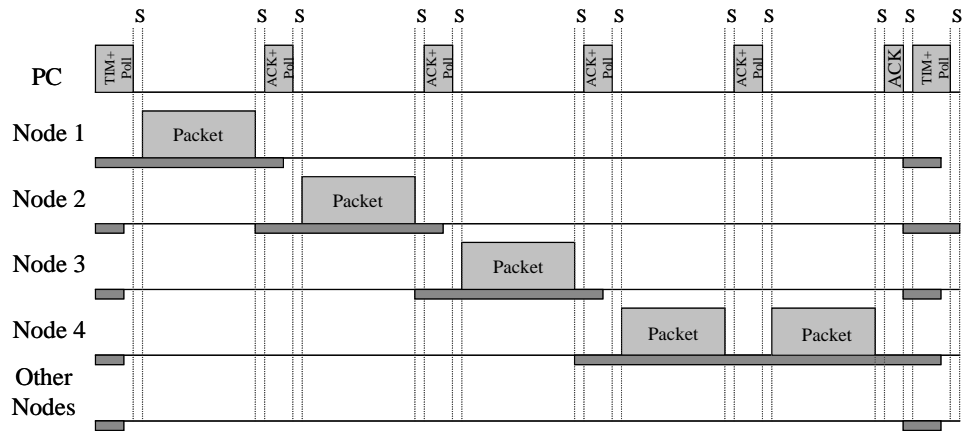 S S S S S S S S S S S
PC TIM+ Poll ACK+ Poll ACK+ Poll ACK+ Poll ACK+ Poll ACK TIM+ Poll
Node 1 Packet
Node 2 Packet
Node 3 Packet
Node 4 Packet Packet
Other
Nodes